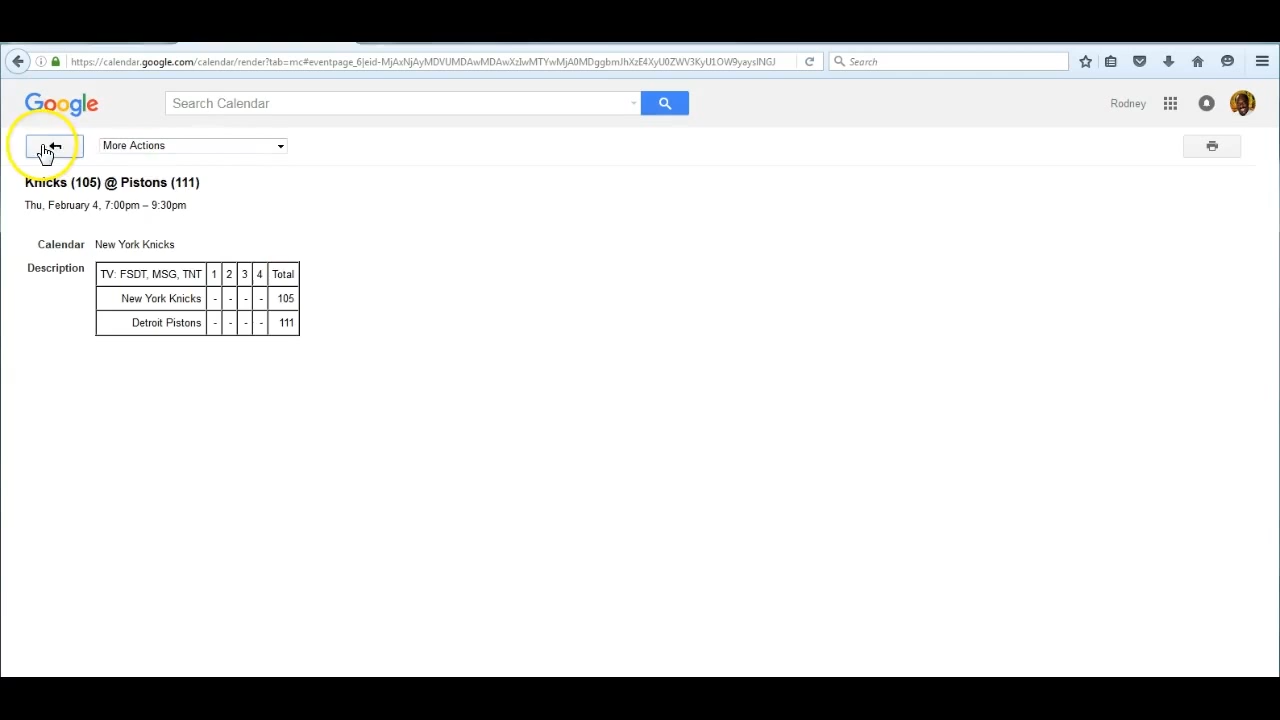 https://calendar.google.com/calendar/render?tab=mc#eventpage_6|eid-
Search
Google
Search Calendar
Rodney
More Actions
Knicks (105) @ Pistons (111)
Thu, February 4, 7:00pm – 9:30pm
Calendar New York Knicks
Description
TV: FSDT, MSG, TNT 1 2 3 4 Total
New York Knicks - - - - 105
Detroit Pistons - - - - 111